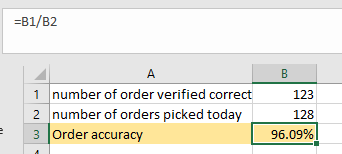 =B1/B2
A B
1 number of order verified correct 123
2 number of orders picked today 128
3 Order accuracy 96.09%